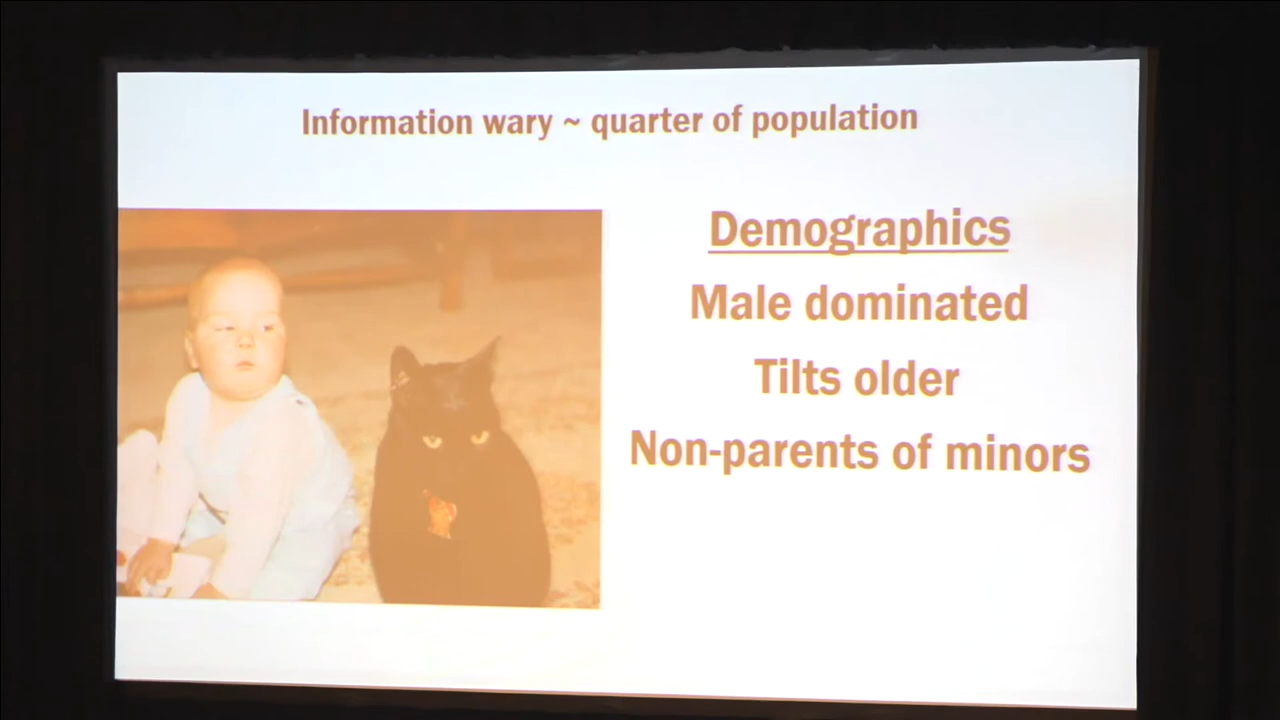 Information wary ~ quarter of population
Demographics
Male dominated
Tilts older
Non-parents of minors